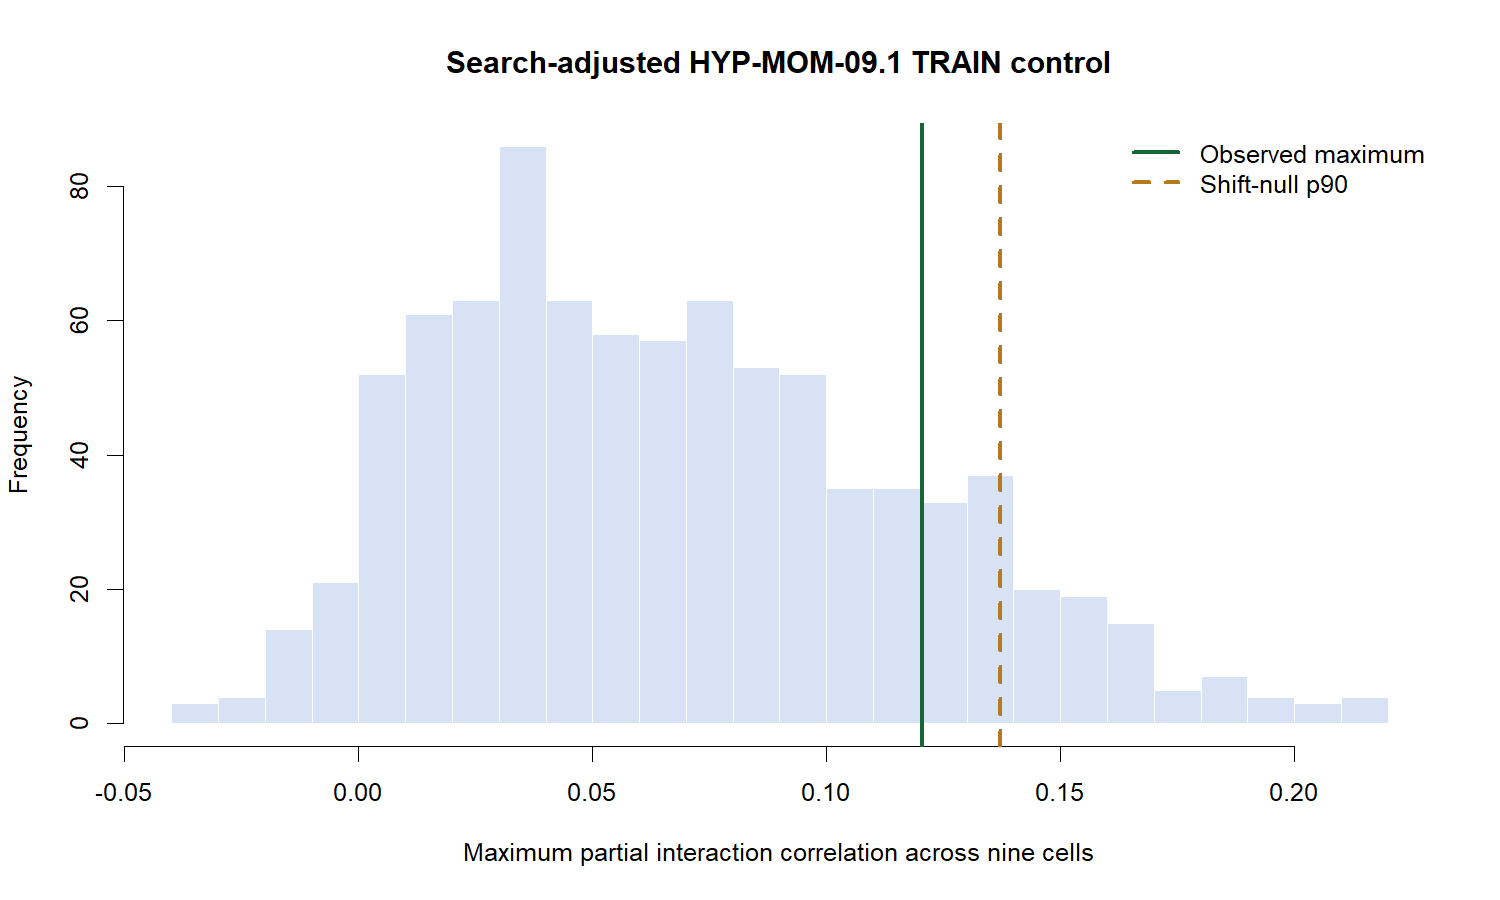 Search-adjusted HYP-MOM-09.1 TRAIN control
Observed maximum
Shift-null p90
Frequency
80
60
40
20
0
-0.05
0.00
0.05
0.10
0.15
0.20
Maximum partial interaction correlation across nine cells